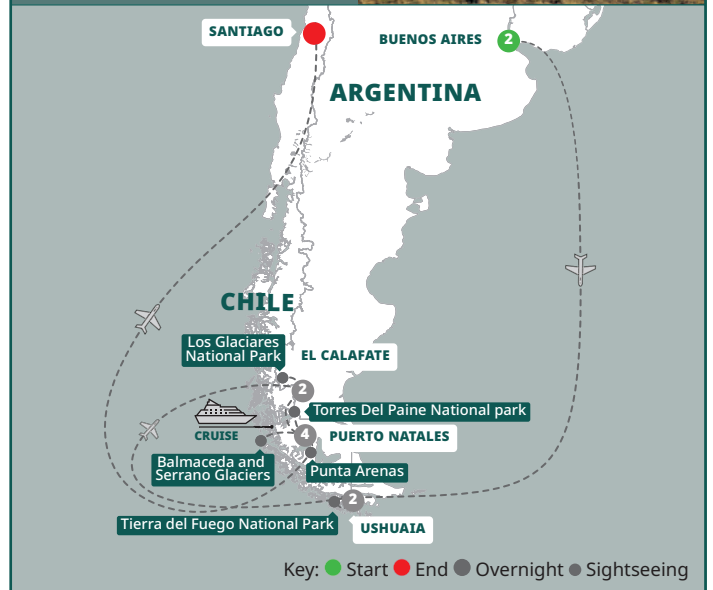 SANTIAGO
BUENOS AIRES
2
ARGENTINA
CHILE
Los Glaciares
National Park
EL CALAFATE
2
Torres Del Paine National park
CRUISE
4
PUERTO NATALES
Balmaceda and
Serrano Glaciers
Punta Arenas
2
Tierra del Fuego National Park
USHUAIA
Key: Start End Overnight Sightseeing